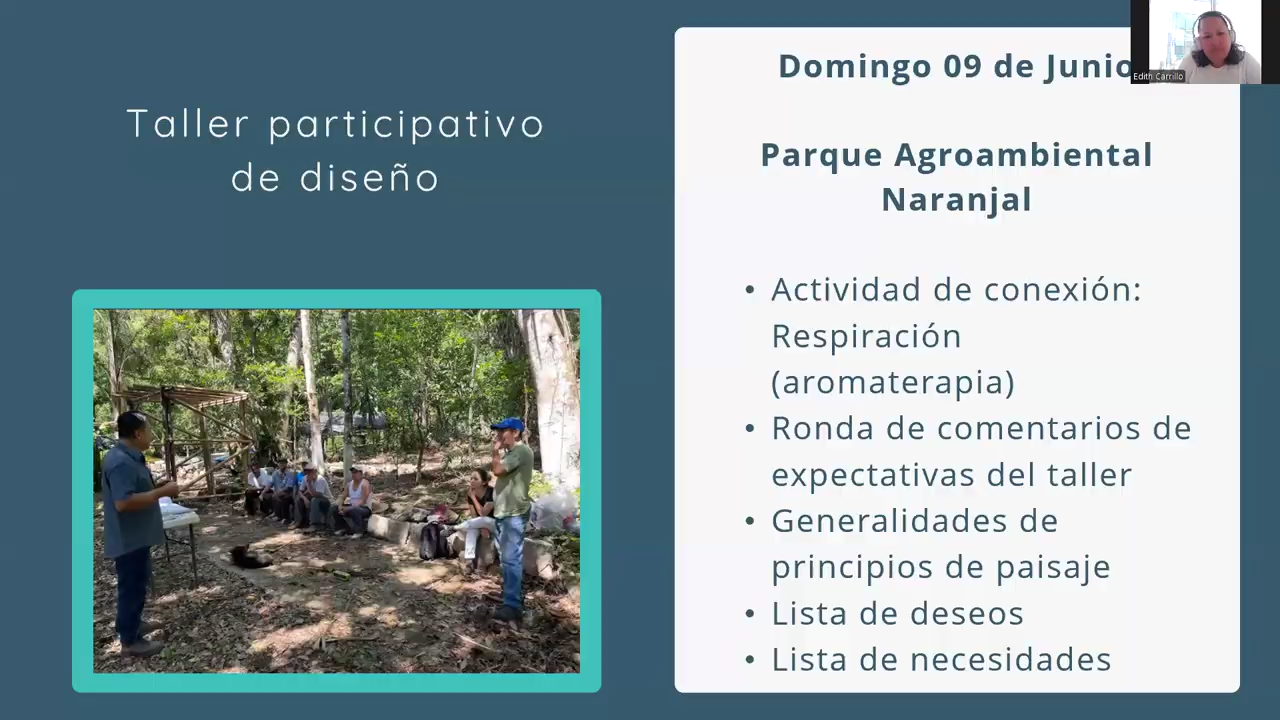 Taller participativo
de diseño
Domingo 09 de Junio
Edith Carrillo
Parque Agroambiental
Naranjal
• Actividad de conexión:
Respiración
(aromaterapia)
• Ronda de comentarios de
expectativas del taller
• Generalidades de
principios de paisaje
• Lista de deseos
• Lista de necesidades